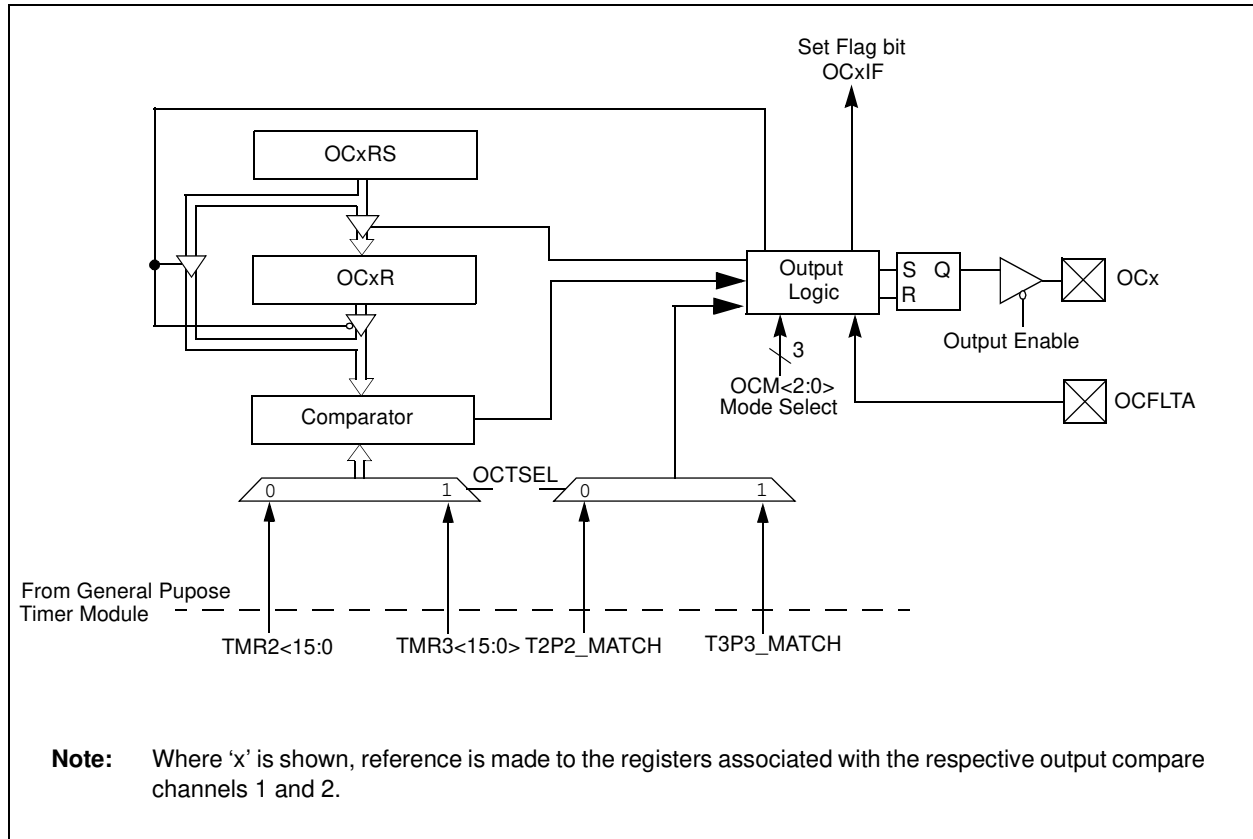 Set Flag bit
OCxIF
OCxRS
OCxR
Output
Logic
S Q
R
OCx
Output Enable
3
OCM<2:0>
Mode Select
OCFLTA
Comparator
0 1
OCTSEL
0 1
From General Pupose
Timer Module
TMR2<15:0
TMR3<15:0>
T2P2_MATCH
T3P3_MATCH
Note: Where ‘x’ is shown, reference is made to the registers associated with the respective output compare
channels 1 and 2.